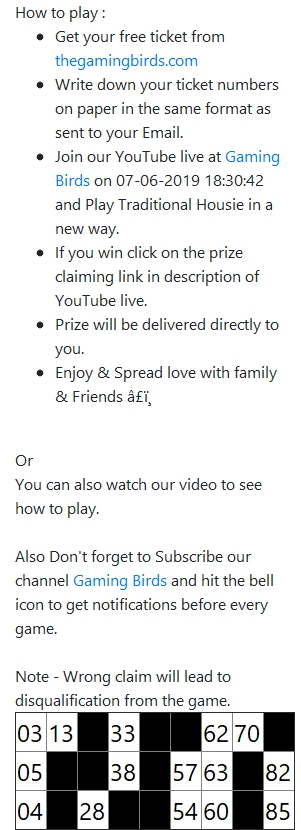 How to play :
Get your free ticket from
thegamingbirds.com
Write down your ticket numbers
on paper in the same format as
sent to your Email.
Join our YouTube live at Gaming
Birds on 07-06-2019 18:30:42
and Play Traditional Housie in a
new way.
If you win click on the prize
claiming link in description of
YouTube live.
Prize will be delivered directly to
you.
Enjoy & Spread love with family
& Friends â£ï¸
Or
You can also watch our video to see
how to play.
Also Don't forget to Subscribe our
channel Gaming Birds and hit the bell
icon to get notifications before every
game.
Note - Wrong claim will lead to
disqualification from the game.
03 13 33 62 70
05 38 57 63 82
04 28 54 60 85